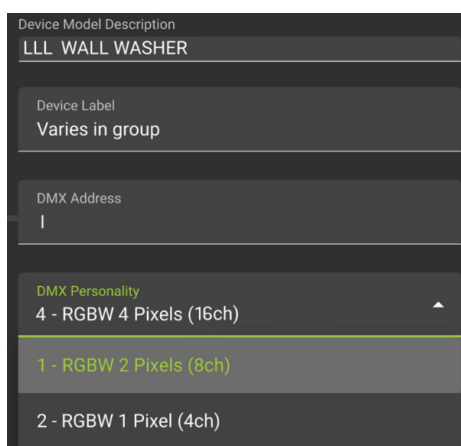 Device Model Description
LLL WALL WASHER
Device Label
Varies in group
DMX Address
I
DMX Personality
4 - RGBW 4 Pixels (16ch)
1 - RGBW 2 Pixels (8ch)
2 - RGBW 1 Pixel (4ch)